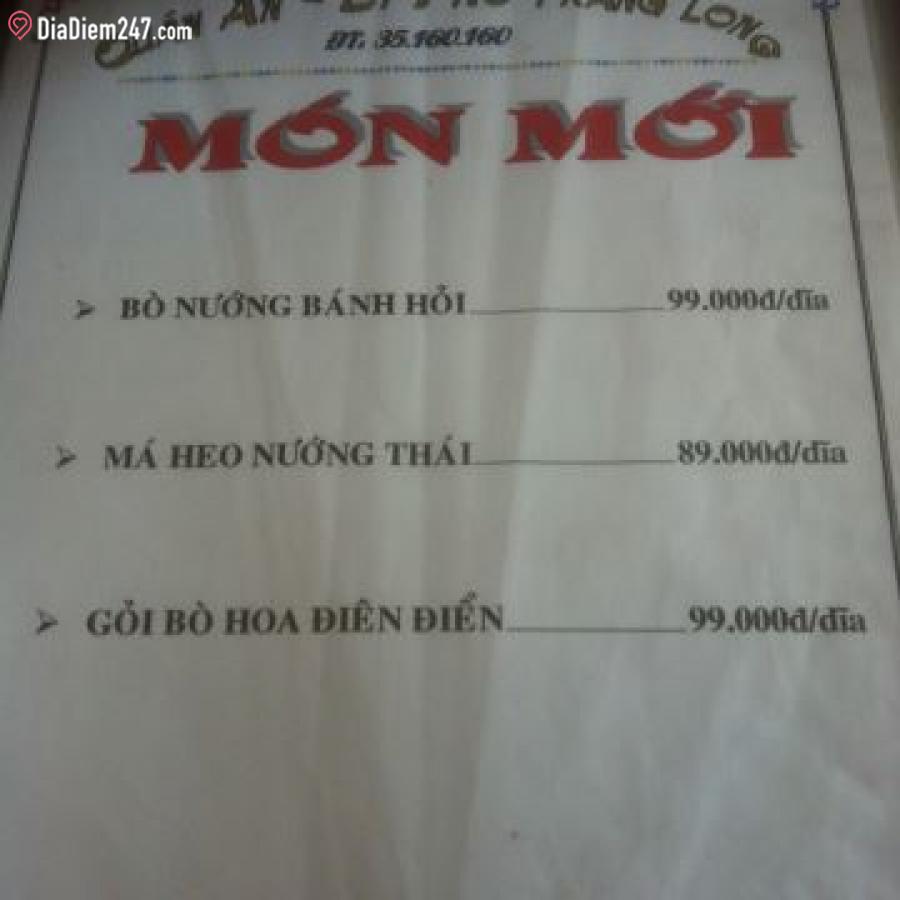 DiaDiem247.com
LONG
ĐT: 35.160.160
MÓN MỚI
➢ BÒ NƯỚNG BÁNH HỎI 99.000đ/đĩa
➢ MÁ HEO NƯỚNG THÁI 89.000đ/đĩa
➢ GỎI BÒ HOA ĐIÊN ĐIỂN 99.000đ/đĩa